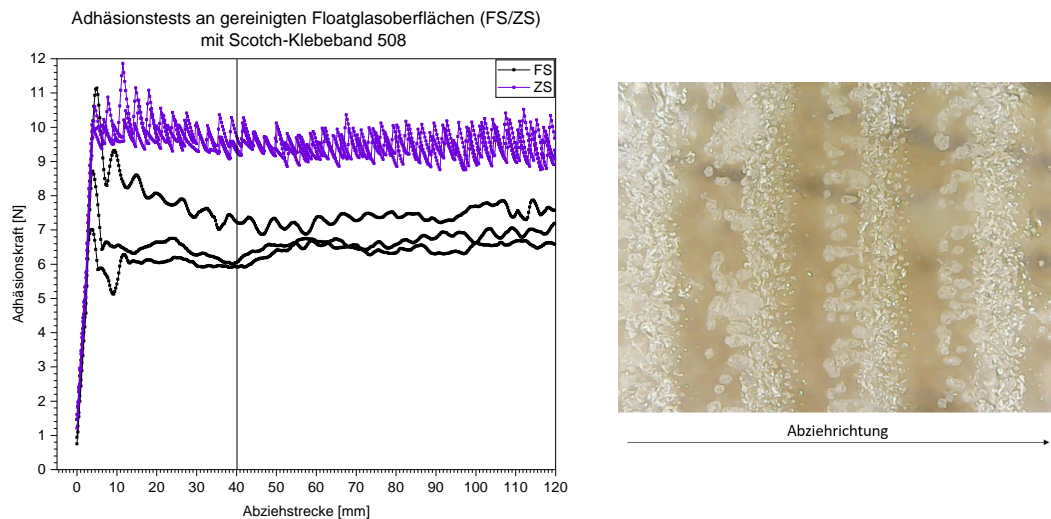 Adhäsionstests an gereinigten Floatglasoberflächen (FS/ZS)
mit Scotch-Klebeband 508
12
11
10
9
8
7
6
5
4
3
2
1
0
Adhäsionskraft [N]
FS
ZS
0 10 20 30 40 50 60 70 80 90 100 110 120
Abziehstrecke [mm]
Abziehrichtung